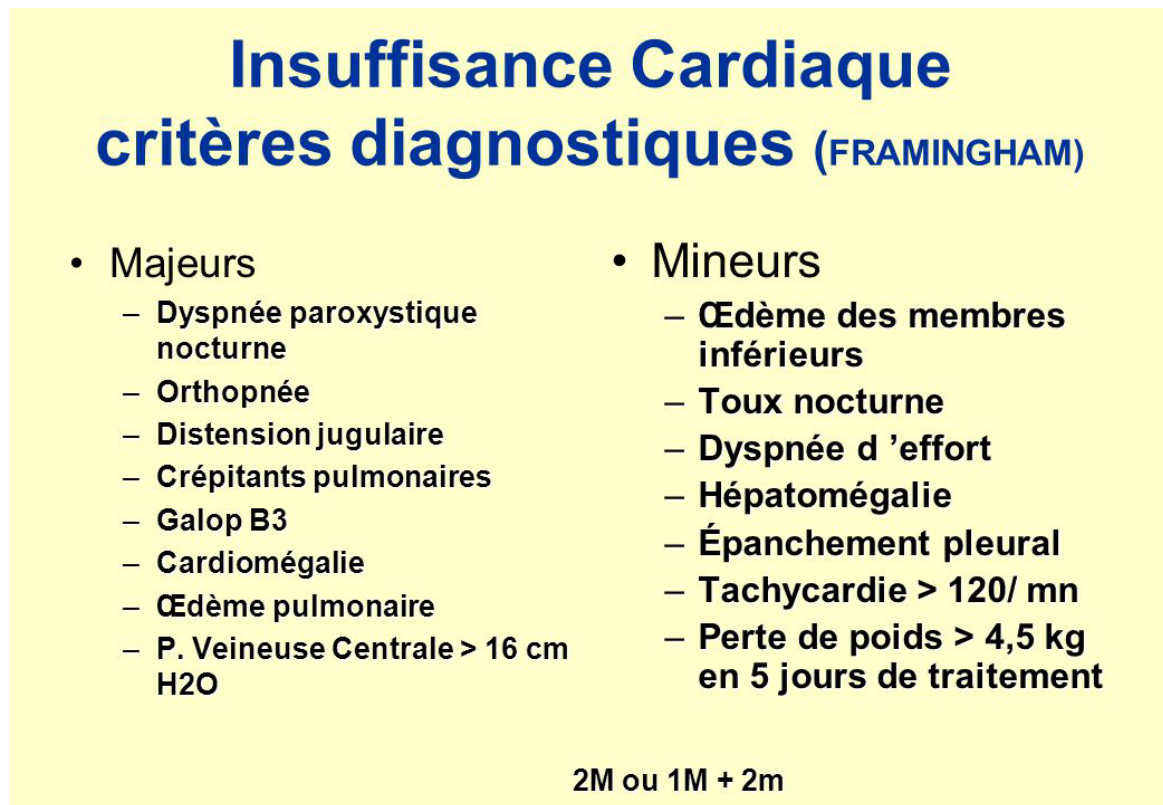 Insuffisance Cardiaque
critères diagnostiques (FRAMINGHAM)
• Majeurs
– Dyspnée paroxystique
nocturne
– Orthopnée
– Distension jugulaire
– Crépitants pulmonaires
– Galop B3
– Cardiomégalie
– Œdème pulmonaire
– P. Veineuse Centrale > 16 cm
H2O
• Mineurs
– Œdème des membres
inférieurs
– Toux nocturne
– Dyspnée d ’effort
– Hépatomégalie
– Épanchement pleural
– Tachycardie > 120/ mn
– Perte de poids > 4,5 kg
en 5 jours de traitement
2M ou 1M + 2m